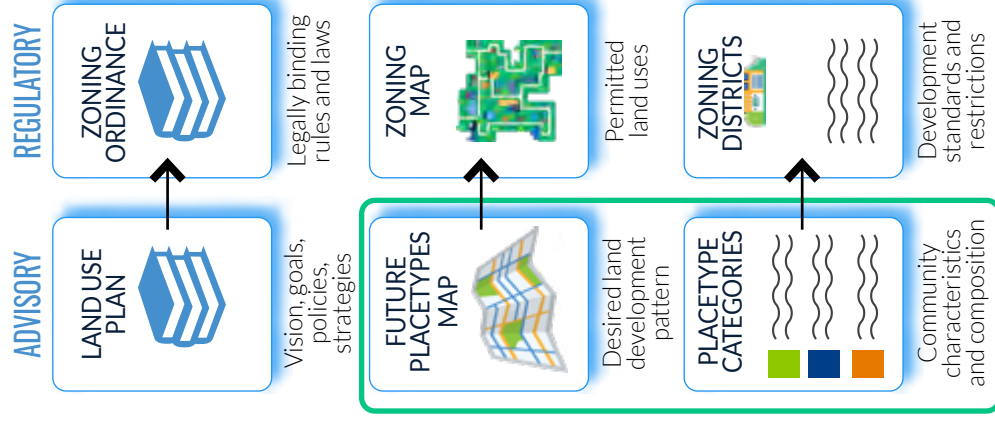 ADVISORY
REGULATORY
LAND USE
PLAN
Vision, goals,
policies,
strategies
ZONING
ORDINANCE
Legally binding
rules and laws
FUTURE
PLACETYPES
MAP
Desired land
development
pattern
ZONING
MAP
Permitted
land uses
PLACETYPE
CATEGORIES
Community
characteristics
and composition
ZONING
DISTRICTS
Development
standards and
restrictions